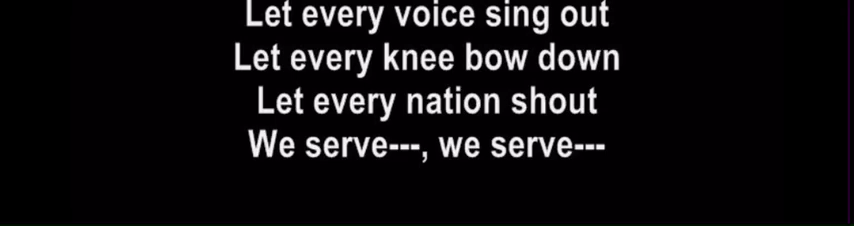 Let every voice sing out
Let every knee bow down
Let every nation shout
We serve---, we serve---